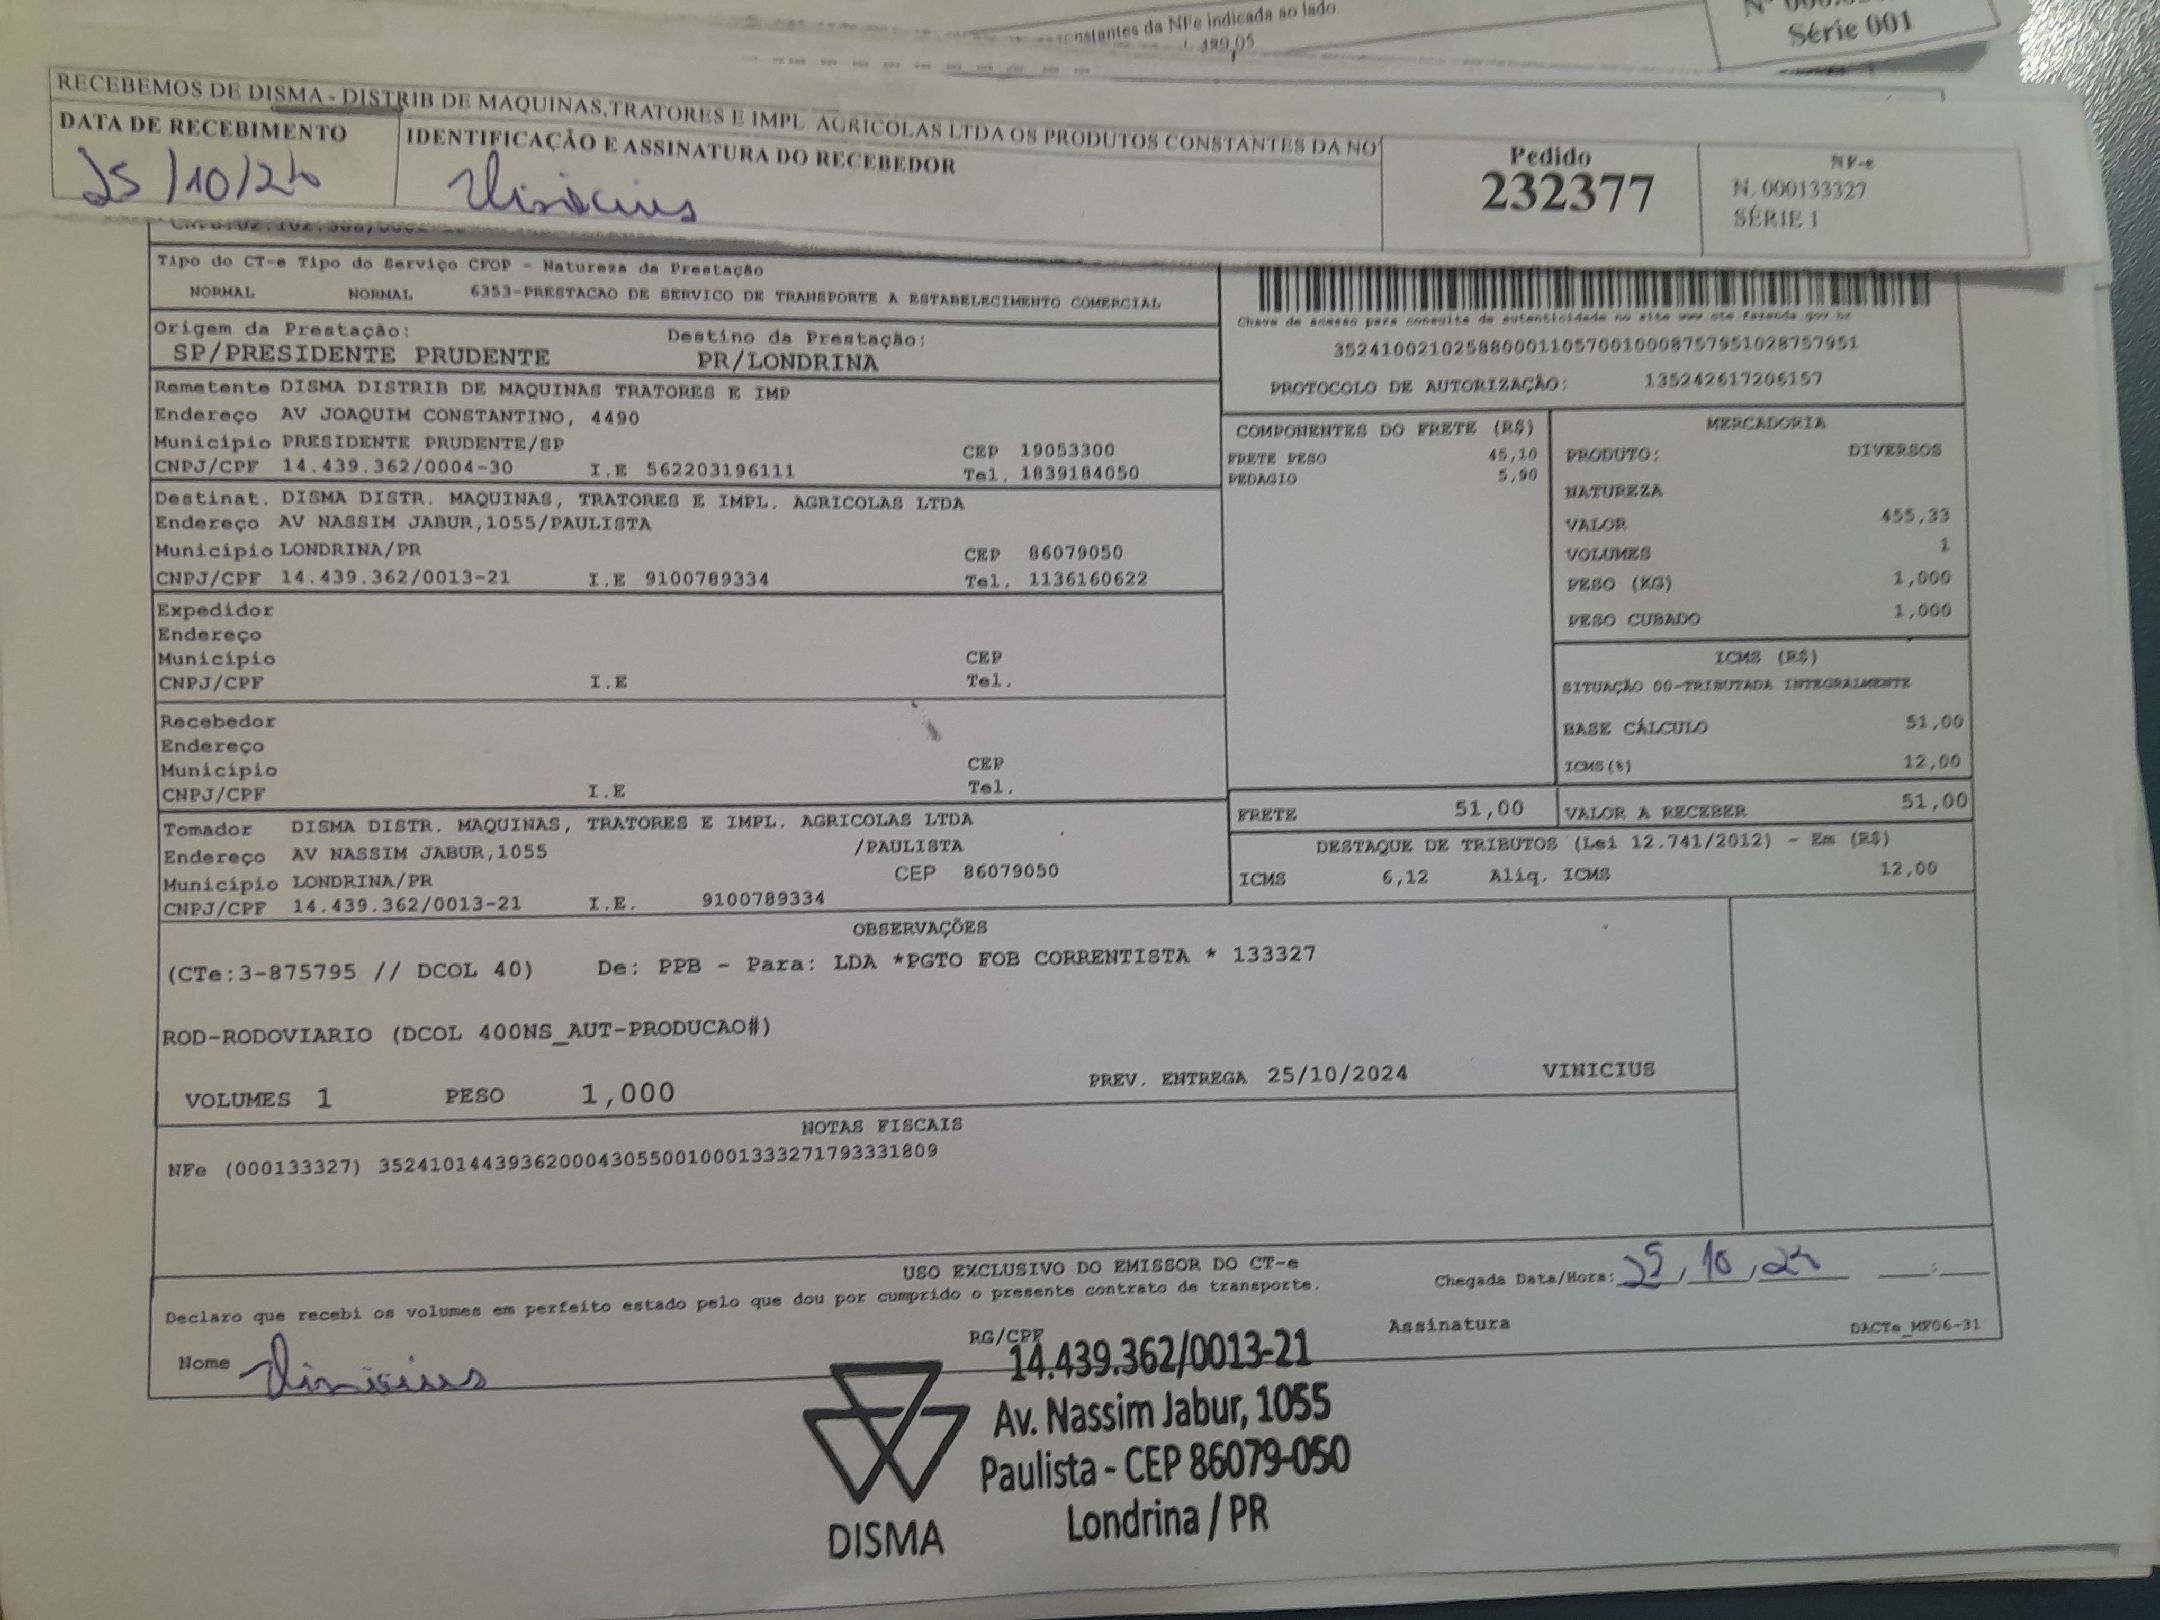 constantes da NFe indicada ao lado
Série 001
RECEBEMOS DE DISMA - DISTRIB DE MAQUINAS,TRATORES E IMPL AGRICOLAS LTDA OS PRODUTOS CONSTANTES DA NO
DATA DE RECEBIMENTO
IDENTIFICAÇÃO E ASSINATURA DO RECEBEDOR
25/10/24
Vinicius
Pedido
232377
NF-e
N. 000133327
SÉRIE 1
Tipo do CT-e Tipo do Serviço CFOP - Natureza da Prestação
NORMAL NORMAL 6353-PRESTACAO DE SERVICO DE TRANSPORTE A ESTABELECIMENTO COMERCIAL
Chave de acesso para consulta de autenticidade no site www.cte.fazenda.gov.br
35241002102588000110570010008757951028757951
PROTOCOLO DE AUTORIZAÇÃO: 135242617206157
Origem da Prestação: Destino da Prestação:
SP/PRESIDENTE PRUDENTE PR/LONDRINA
Remetente DISMA DISTRIB DE MAQUINAS TRATORES E IMP
Endereço AV JOAQUIM CONSTANTINO, 4490
Município PRESIDENTE PRUDENTE/SP CEP 19053300
CNPJ/CPF 14.439.362/0004-30 I.E 562203196111 Tel. 1839184050
Destinat. DISMA DISTR. MAQUINAS, TRATORES E IMPL. AGRICOLAS LTDA
Endereço AV NASSIM JABUR,1055/PAULISTA
Município LONDRINA/PR CEP 86079050
CNPJ/CPF 14.439.362/0013-21 I.E 9100789334 Tel. 1136160622
Expedidor
Endereço
Município CEP
CNPJ/CPF I.E Tel.
Recebedor
Endereço
Município CEP
CNPJ/CPF I.E Tel.
Tomador DISMA DISTR. MAQUINAS, TRATORES E IMPL. AGRICOLAS LTDA
Endereço AV NASSIM JABUR,1055 /PAULISTA
Município LONDRINA/PR CEP 86079050
CNPJ/CPF 14.439.362/0013-21 I.E. 9100789334
COMPONENTES DO FRETE (R$)
FRETE PESO 45,10
PEDAGIO 5,90
MERCADORIA
PRODUTO: DIVERSOS
NATUREZA
VALOR 455,33
VOLUMES 1
PESO (KG) 1,000
PESO CUBADO 1,000
ICMS (R$)
SITUAÇÃO 00-TRIBUTADA INTEGRALMENTE
BASE CÁLCULO 51,00
ICMS(%) 12,00
FRETE 51,00 VALOR A RECEBER 51,00
DESTAQUE DE TRIBUTOS (Lei 12.741/2012) - Em (R$)
ICMS 6,12 Aliq. ICMS 12,00
OBSERVAÇÕES
(CTe:3-875795 // DCOL 40) De: PPB - Para: LDA *PGTO FOB CORRENTISTA * 133327
ROD-RODOVIARIO (DCOL 400NS_AUT-PRODUCAO#)
VOLUMES 1 PESO 1,000 PREV. ENTREGA 25/10/2024 VINICIUS
NOTAS FISCAIS
NFe (000133327) 35241014439362000430550010001333271793331809
USO EXCLUSIVO DO EMISSOR DO CT-e
Declaro que recebi os volumes em perfeito estado pelo que dou por cumprido o presente contrato de transporte.
Chegada Data/Hora: 25/10/24
Nome Vinicius RG/CPF Assinatura DACTe_MF06-31
14.439.362/0013-21
Av. Nassim Jabur, 1055
Paulista - CEP 86079-050
Londrina / PR
DISMA